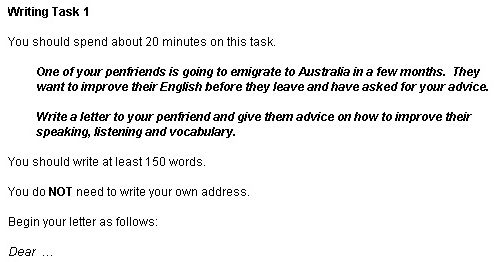 Writing Task 1
You should spend about 20 minutes on this task.
One of your penfriends is going to emigrate to Australia in a few months.  They
want to improve their English before they leave and have asked for your advice.
Write a letter to your penfriend and give them advice on how to improve their
speaking, listening and vocabulary.
You should write at least 150 words.
You do NOT need to write your own address.
Begin your letter as follows:
Dear  …